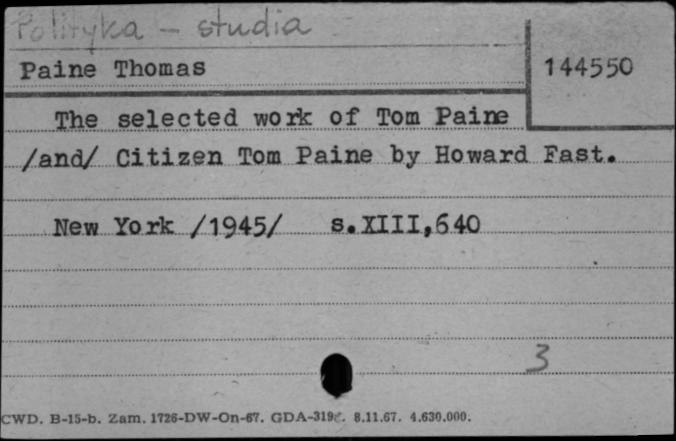 Polityka - studia
Paine Thomas
144550
The selected work of Tom Paine
/and/ Citizen Tom Paine by Howard Fast.
New York /1945/ s.XIII,640
3
CWD. B-15-b. Zam. 1726-DW-On-67. GDA-319. 8.11.67. 4.630.000.